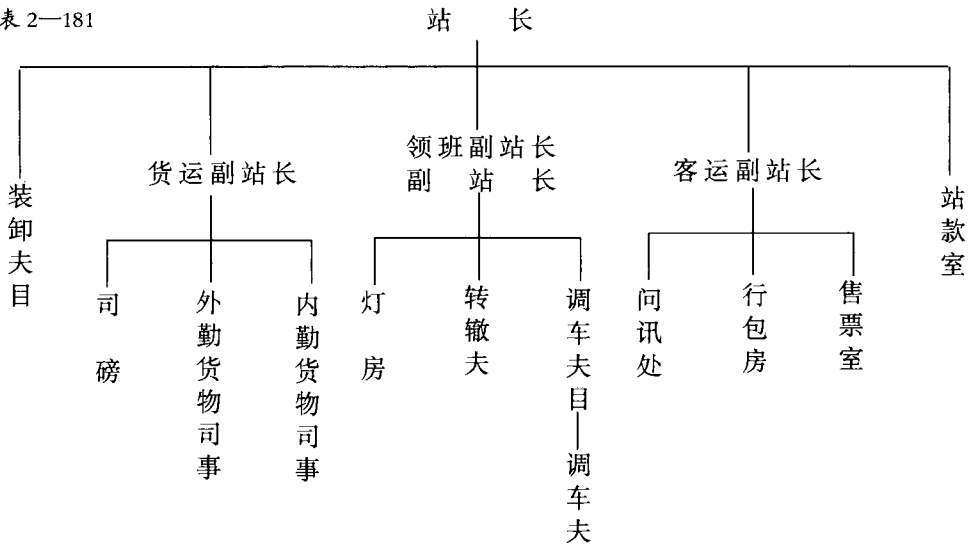 表 2—181
站长
装卸夫目
货运副站长
领班副站长
副站长
客运副站长
站款室
司磅
外勤货物司事
内勤货物司事
灯房
转辙夫
调车夫目
调车夫
问讯处
行包房
售票室